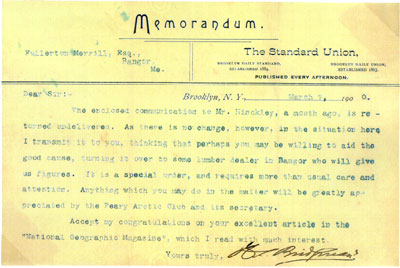 Memorandum.
Fullerton Merrill, Esq.,
Bangor,
Me.
The Standard Union,
BROOKLYN DAILY STANDARD,
ESTABLISHED 1884.
BROOKLYN DAILY UNION,
ESTABLISHED 1863.
PUBLISHED EVERY AFTERNOON.
Dear Sir:-
Brooklyn, N. Y., March 7, 1900.
The enclosed communication to Mr. Hinckley, a month ago, is re-
turned undelivered. As there is no change, however, in the situation here
I transmit it to you, thinking that perhaps you may be willing to aid the
good cause, turning it over to some lumber dealer in Bangor who will give
us figures. It is a special order, and requires more than usual care and
attention. Anything which you may do in the matter will be greatly ap-
preciated by the Peary Arctic Club and its secretary.
Accept my congratulations on your excellent article in the
"National Geographic Magazine", which I read with much interest.
Yours truly,
Bridgman